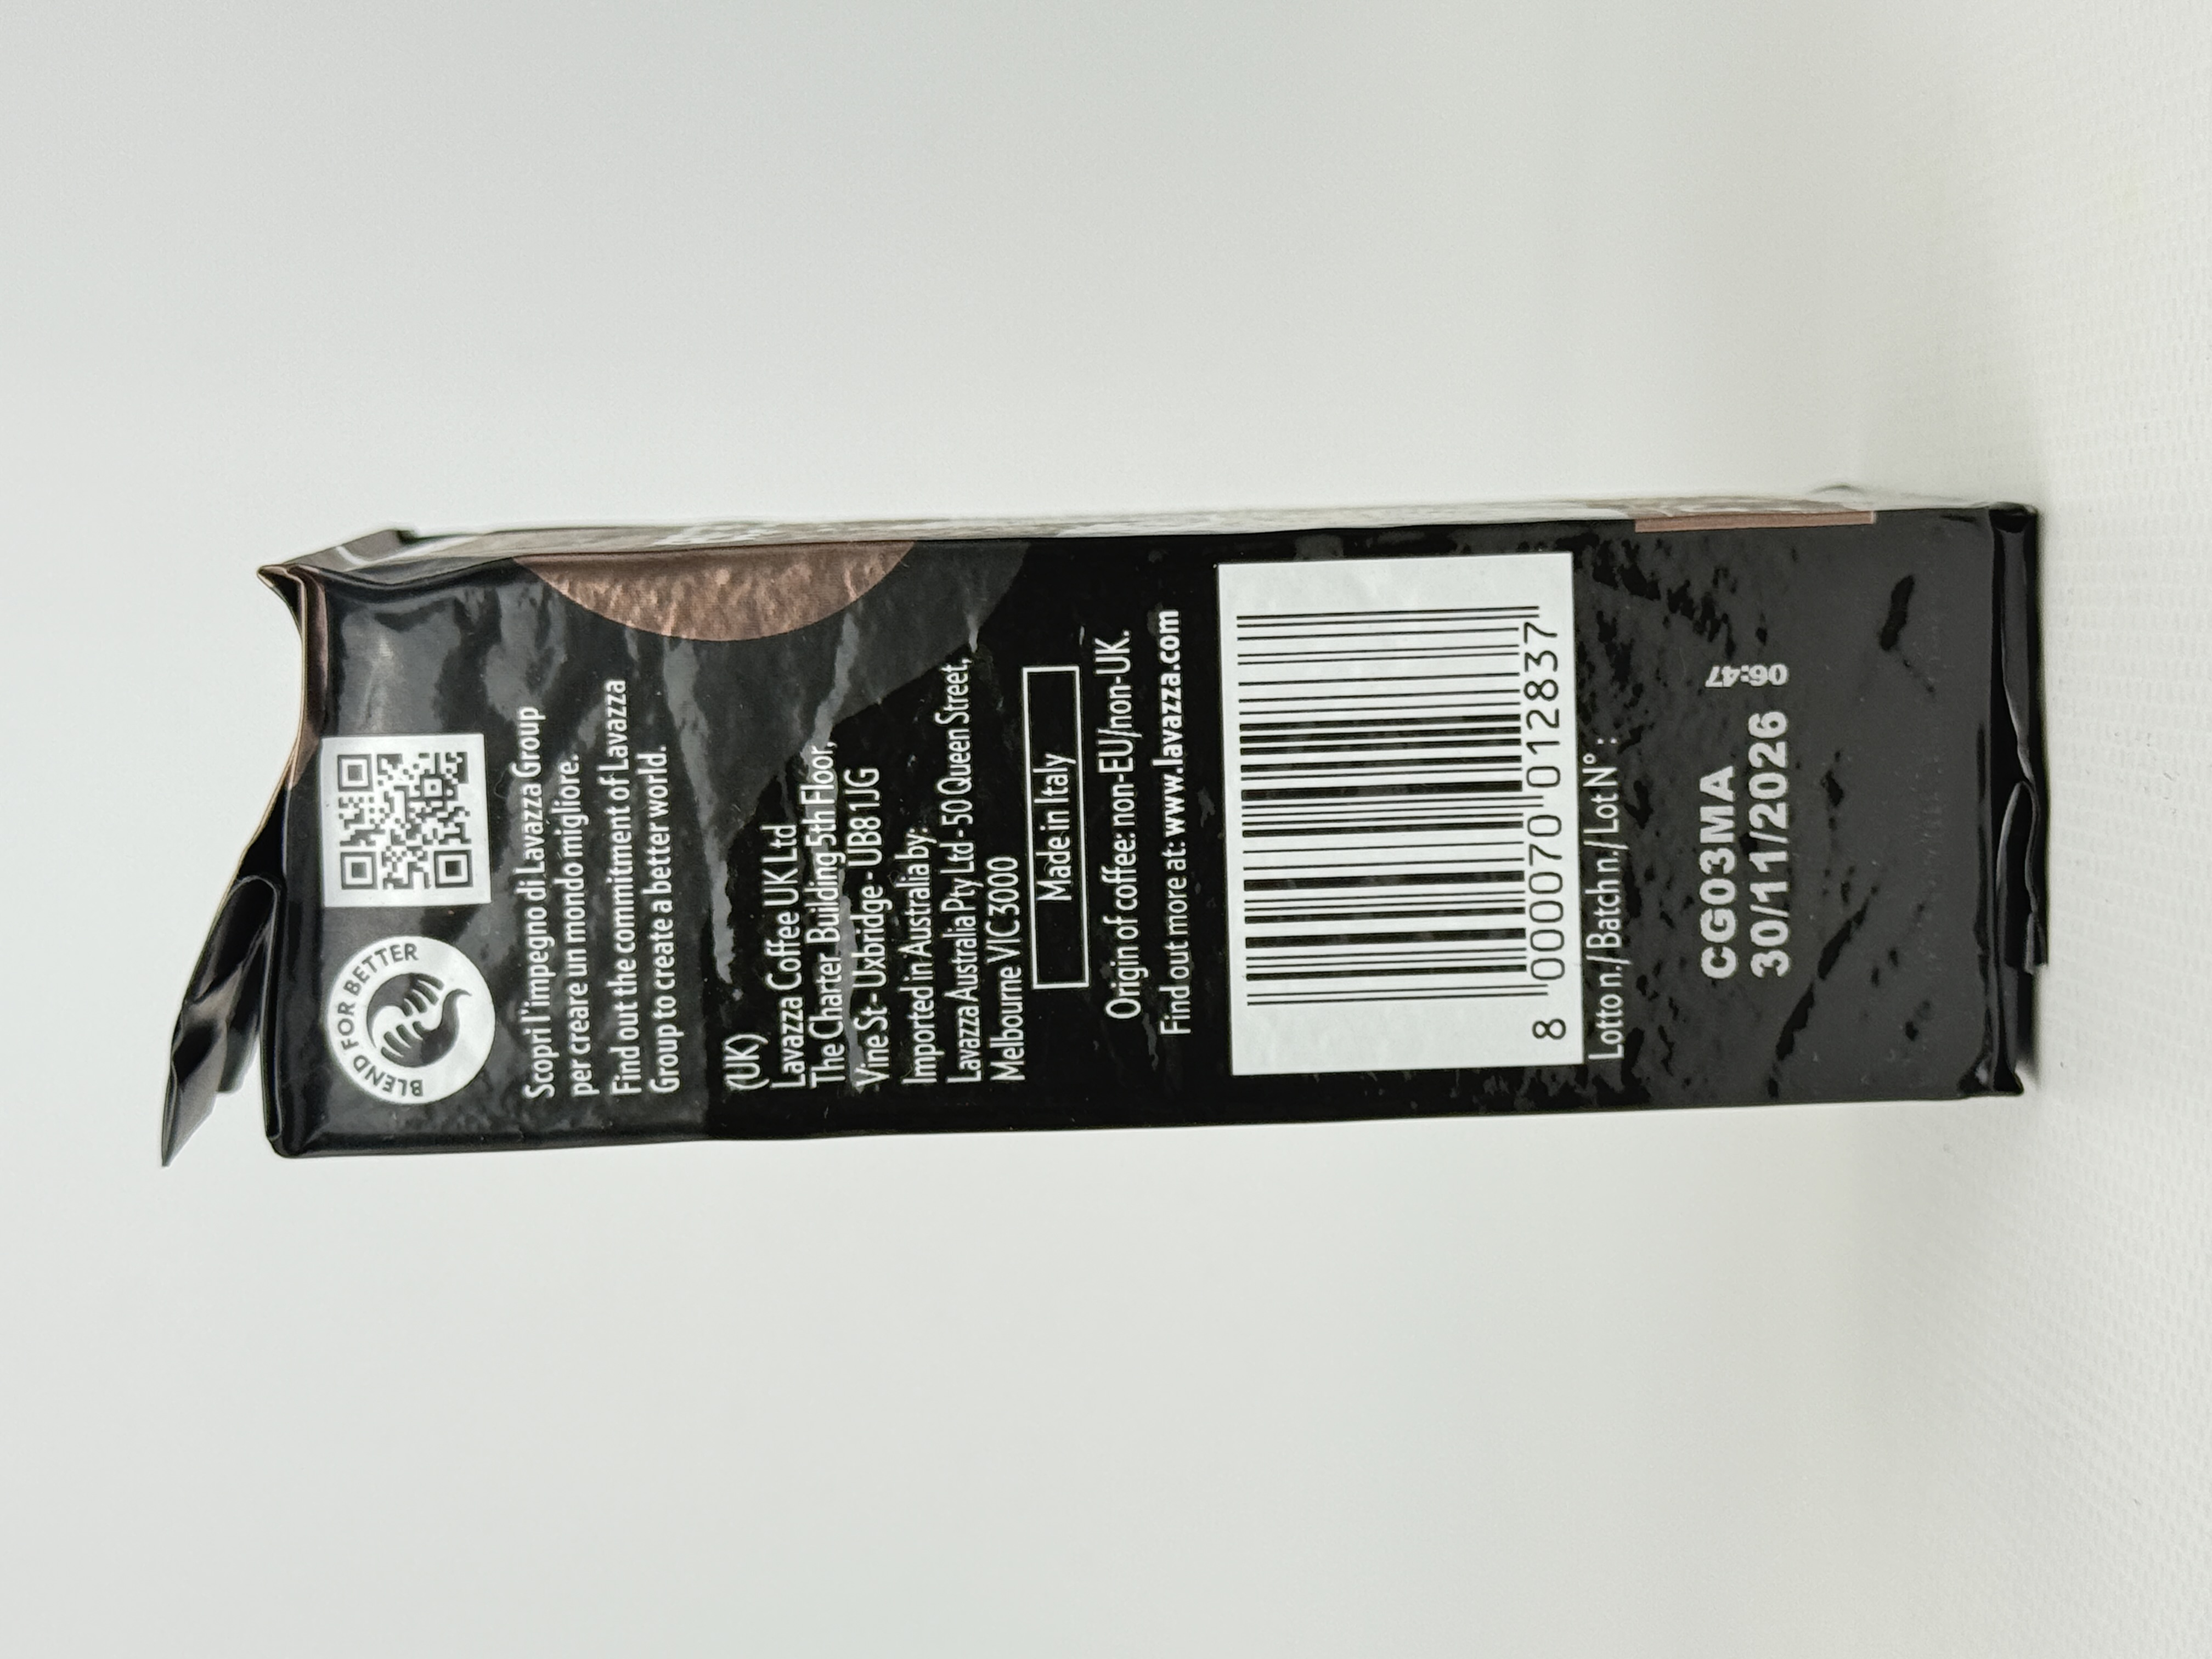 BLEND FOR BETTER
Scopri l'impegno di Lavazza Group
per creare un mondo migliore.
Find out the commitment of Lavazza
Group to create a better world.
(UK)
Lavazza Coffee UK Ltd
The Charter Building 5th Floor,
Vine St - Uxbridge - UB8 1JG
Imported in Australia by:
Lavazza Australia Pty Ltd - 50 Queen Street,
Melbourne VIC 3000
Made in Italy
Origin of coffee: non-EU/non-UK.
Find out more at: www.lavazza.com
8 000070 012837
Lotto n./Batch n./ Lot N° :
CG03MA
30/11/2026
06:47